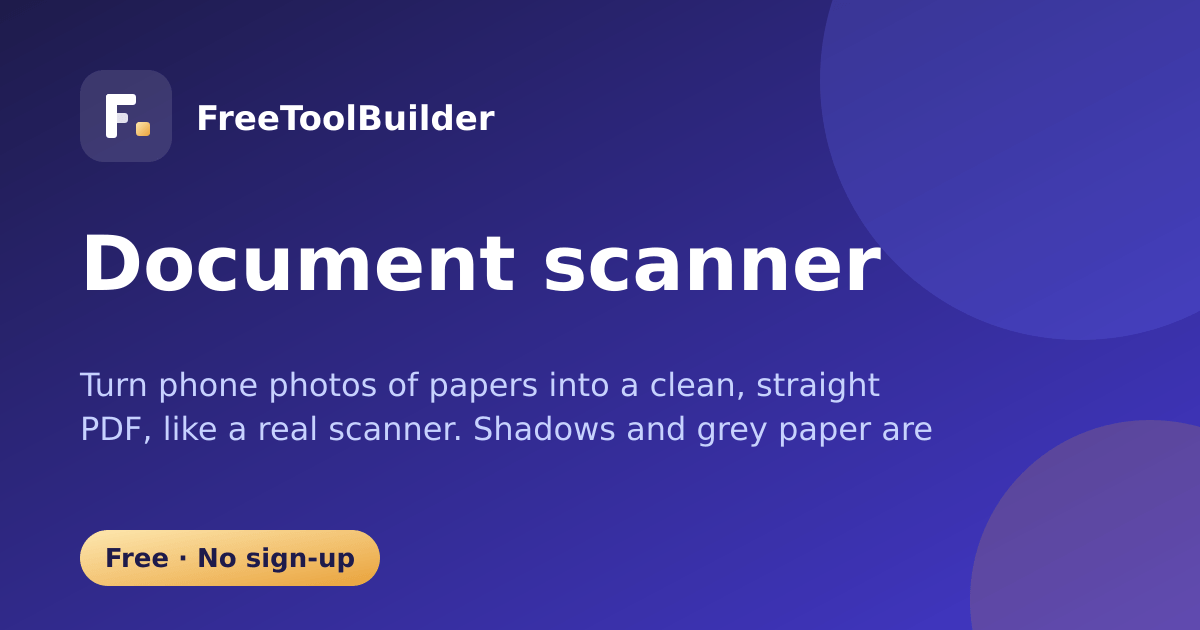 F.
FreeToolBuilder
Document scanner
Turn phone photos of papers into a clean, straight
PDF, like a real scanner. Shadows and grey paper are
Free · No sign-up